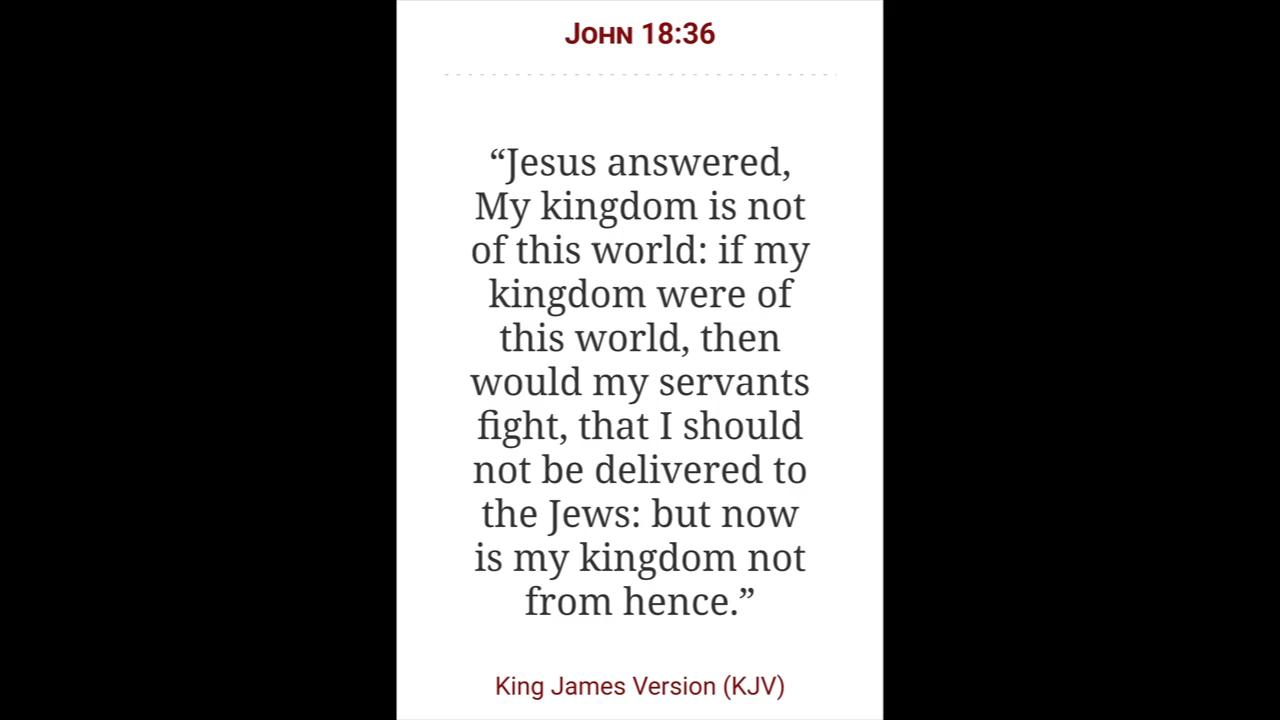 John 18:36
“Jesus answered,
My kingdom is not
of this world: if my
kingdom were of
this world, then
would my servants
fight, that I should
not be delivered to
the Jews: but now
is my kingdom not
from hence.”
King James Version (KJV)